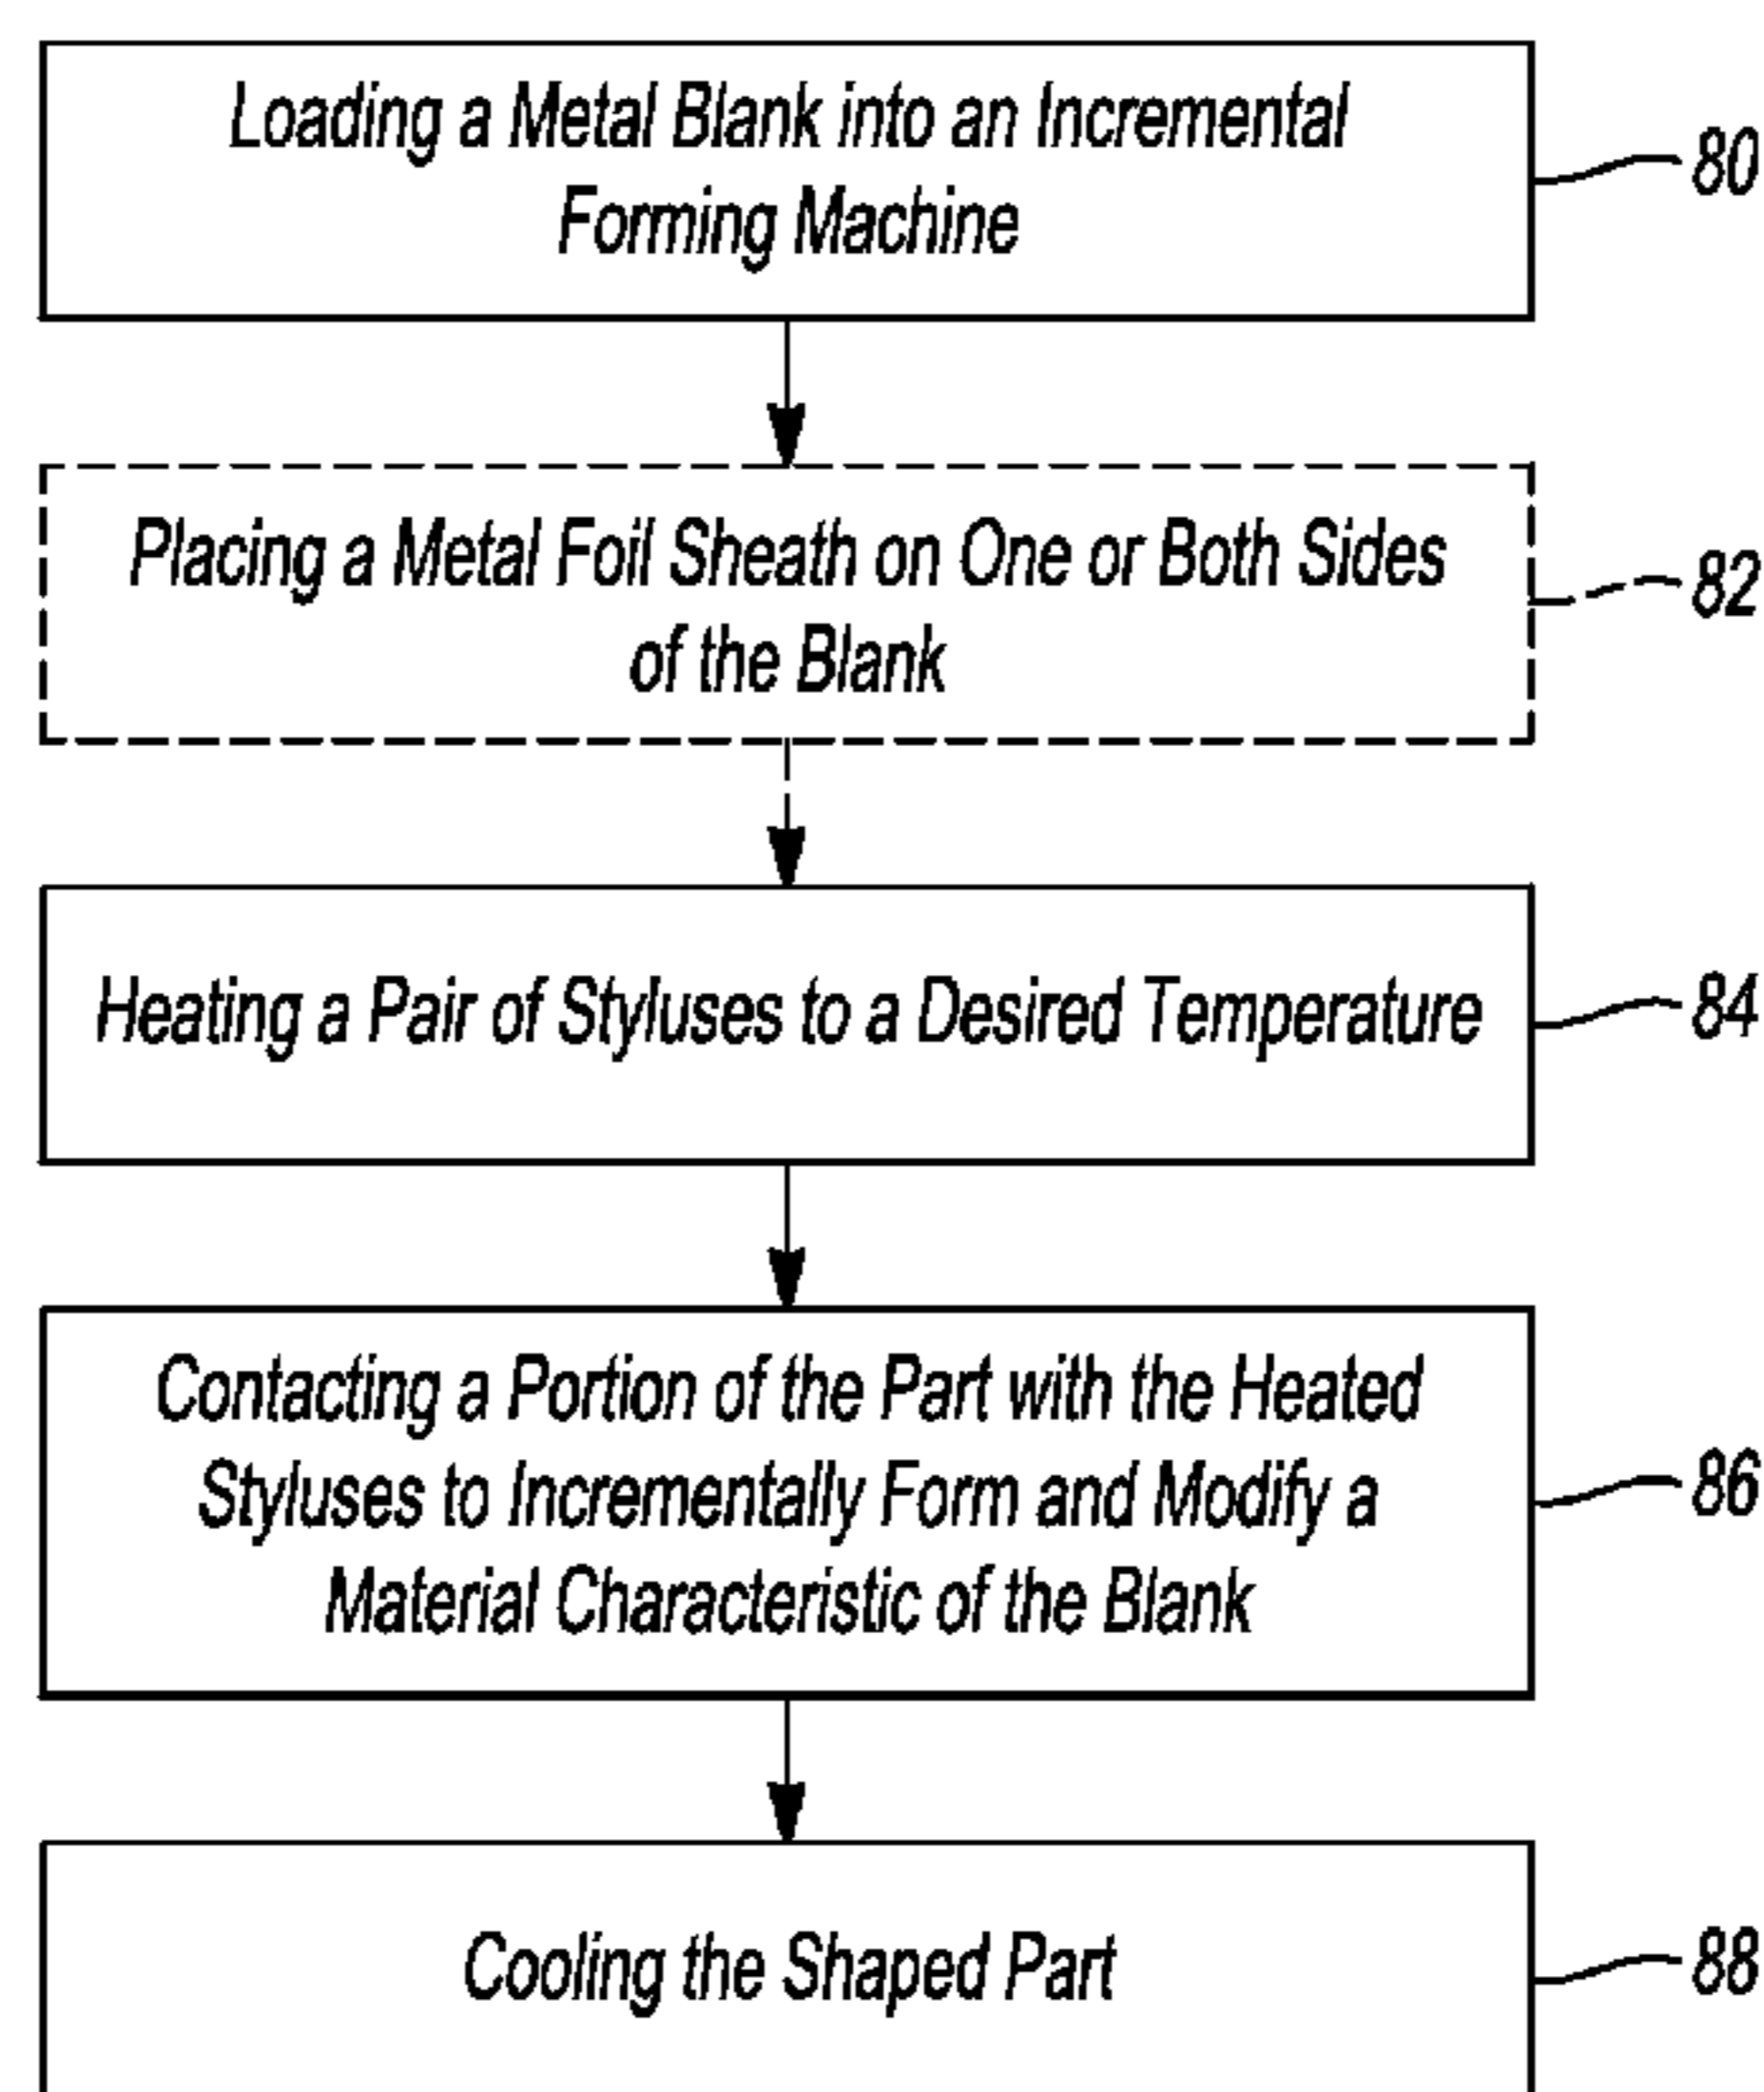 Loading a Metal Blank into an Incremental
Forming Machine
80
Placing a Metal Foil Sheath on One or Both Sides
of the Blank
82
Heating a Pair of Styluses to a Desired Temperature
84
Contacting a Portion of the Part with the Heated
Styluses to Incrementally Form and Modify a
Material Characteristic of the Blank
86
Cooling the Shaped Part
88